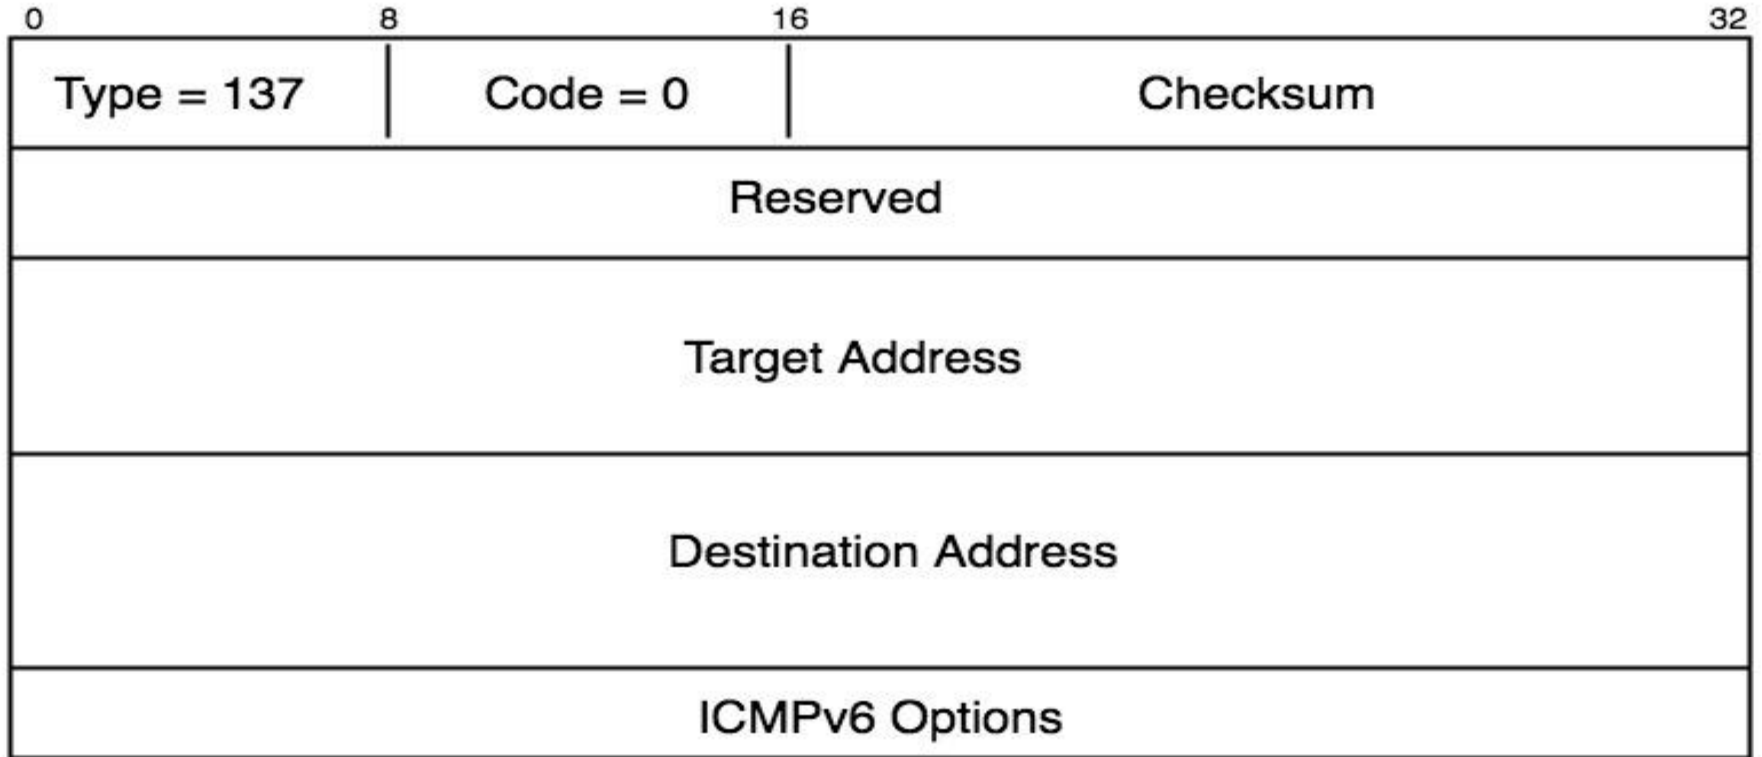 0 8 16 32
Type = 137 Code = 0 Checksum
Reserved
Target Address
Destination Address
ICMPv6 Options